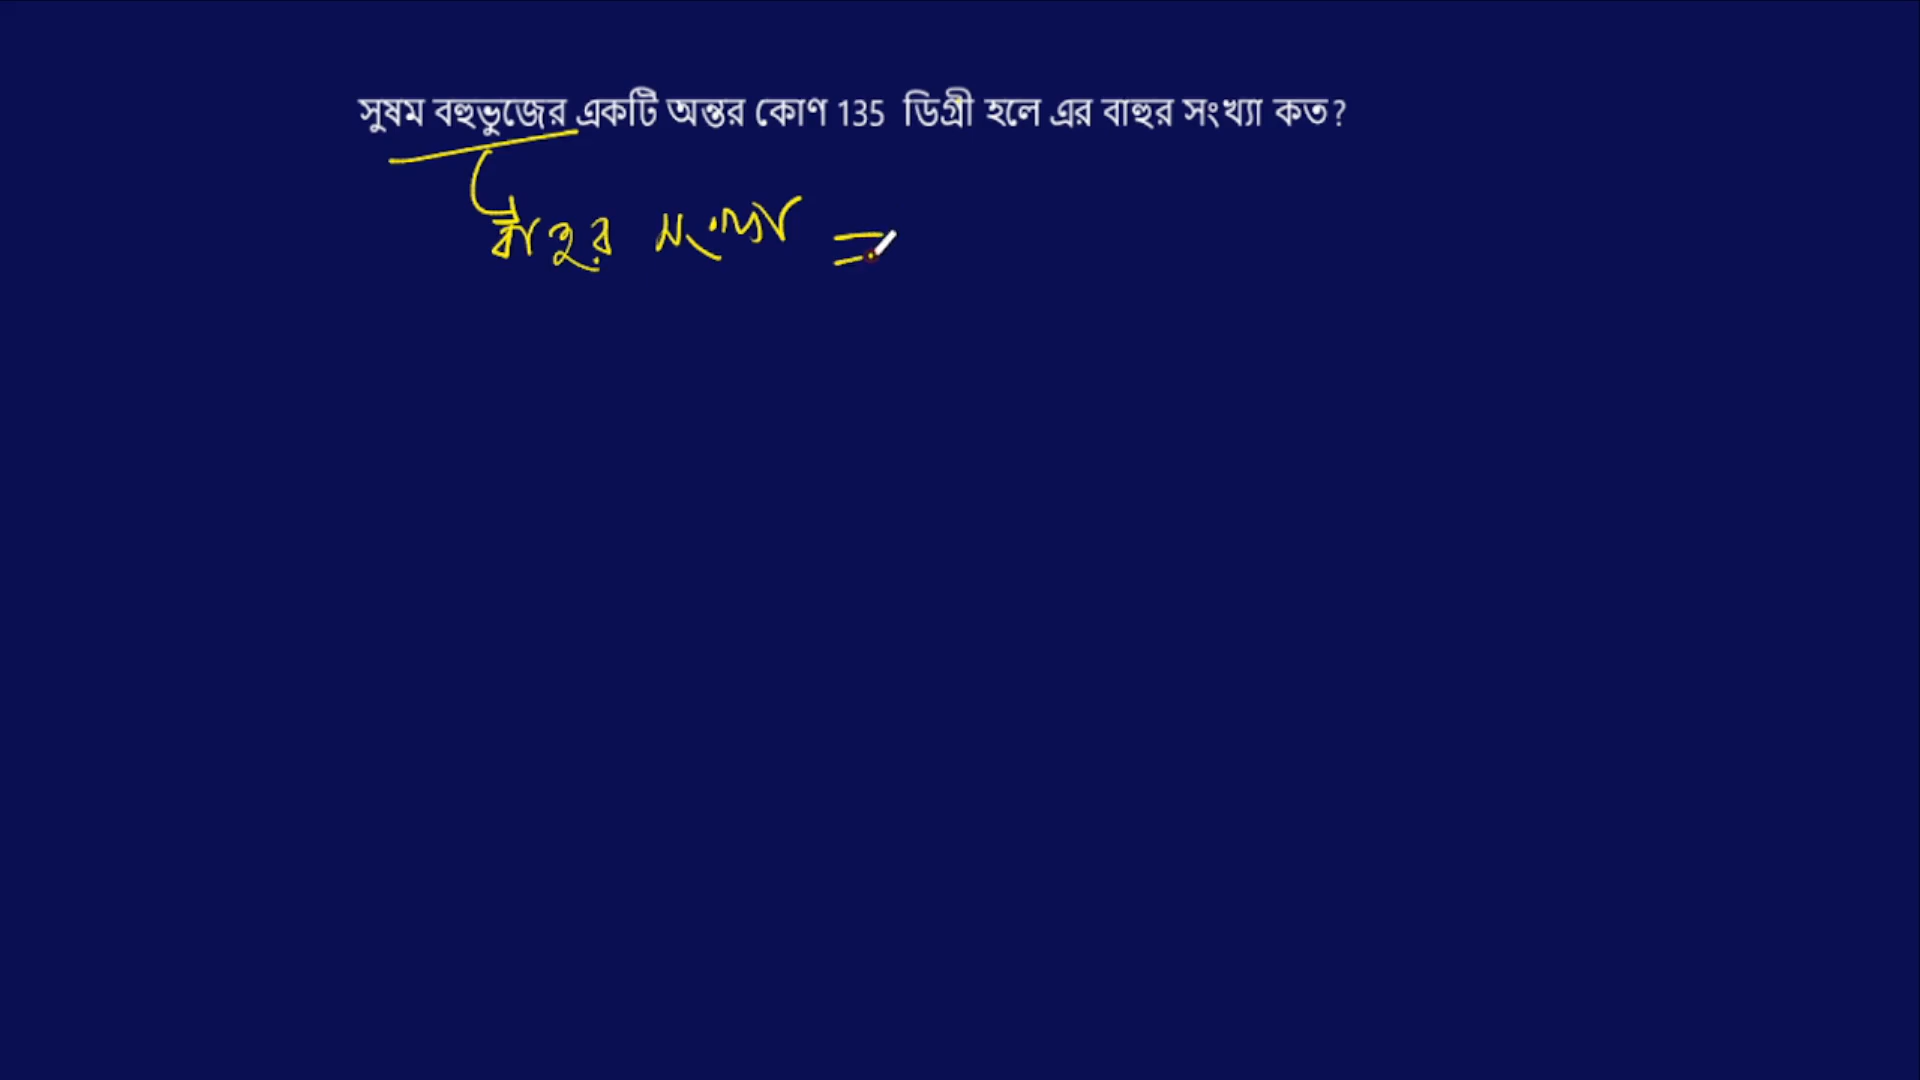 সুষম বহুভুজের একটি অন্তর কোণ 135 ডিগ্রী হলে এর বাহুর সংখ্যা কত?
বাহুর সংখ্যা =